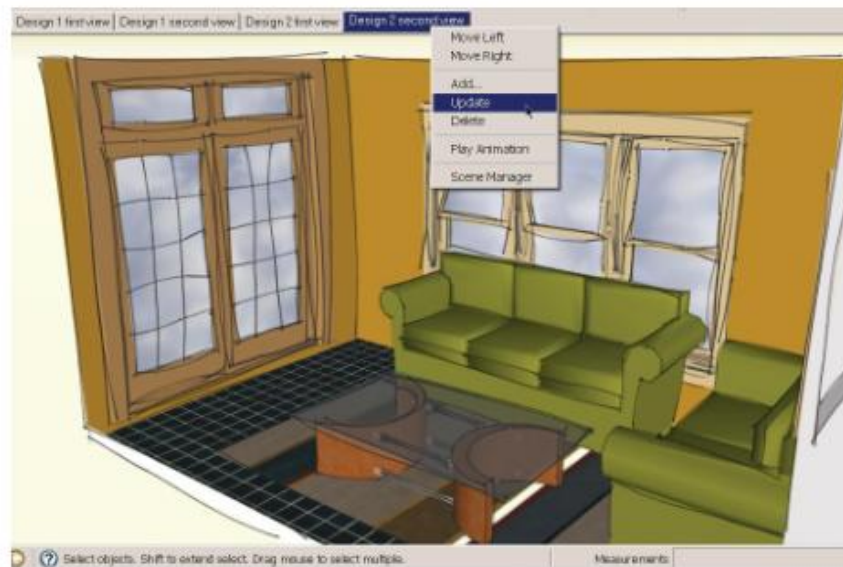 Design 1 first view Design 1 second view Design 2 first view Design 2 second view
Move Left
Move Right
Add...
Update
Delete
Play Animation
Scene Manager
Select objects. Shift to extend select. Drag mouse to select multiple.
Measurements